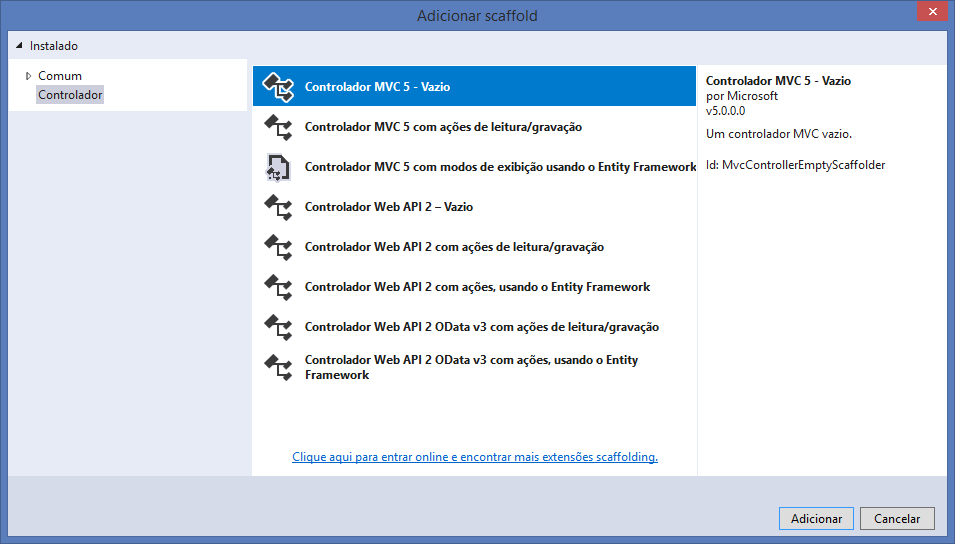 Adicionar scaffold
Instalado
Comum
Controlador
Controlador MVC 5 - Vazio
Controlador MVC 5 com ações de leitura/gravação
Controlador MVC 5 com modos de exibição usando o Entity Framework
Controlador Web API 2 – Vazio
Controlador Web API 2 com ações de leitura/gravação
Controlador Web API 2 com ações, usando o Entity Framework
Controlador Web API 2 OData v3 com ações de leitura/gravação
Controlador Web API 2 OData v3 com ações, usando o Entity
Framework
Clique aqui para entrar online e encontrar mais extensões scaffolding.
Controlador MVC 5 - Vazio
por Microsoft
v5.0.0.0
Um controlador MVC vazio.
Id: MvcControllerEmptyScaffolder
Adicionar
Cancelar